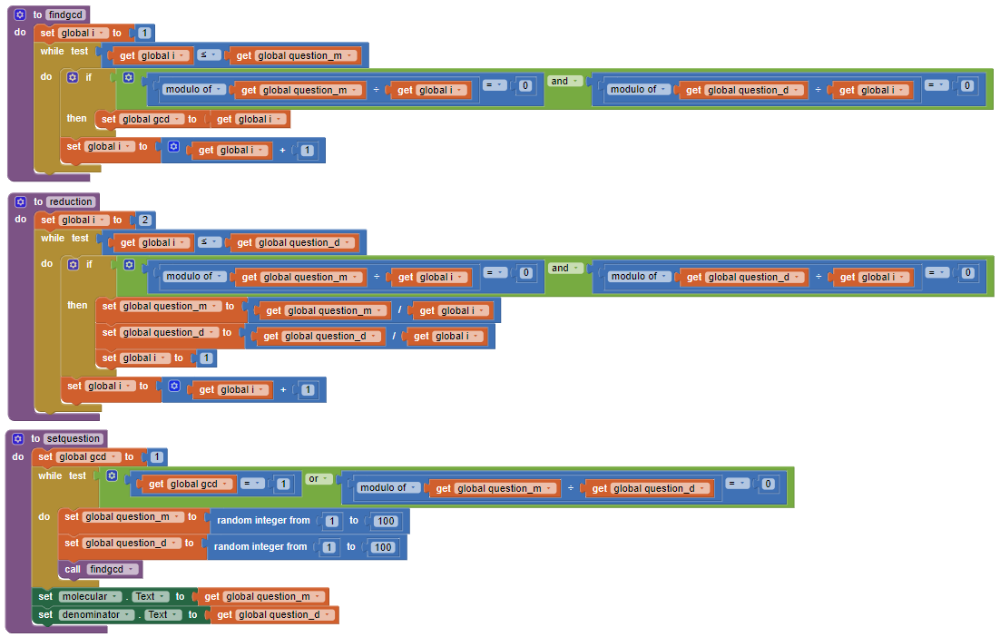 to findgcd
do set global i to 1
while test get global i ≤ get global question_m
do if modulo of get global question_m ÷ get global i = 0 and modulo of get global question_d ÷ get global i = 0
then set global gcd to get global i
set global i to get global i + 1
to reduction
do set global i to 2
while test get global i ≤ get global question_d
do if modulo of get global question_m ÷ get global i = 0 and modulo of get global question_d ÷ get global i = 0
then set global question_m to get global question_m / get global i
set global question_d to get global question_d / get global i
set global i to 1
set global i to get global i + 1
to setquestion
do set global gcd to 1
while test get global gcd = 1 or modulo of get global question_m ÷ get global question_d = 0
do set global question_m to random integer from 1 to 100
set global question_d to random integer from 1 to 100
call findgcd
set molecular . Text to get global question_m
set denominator . Text to get global question_d